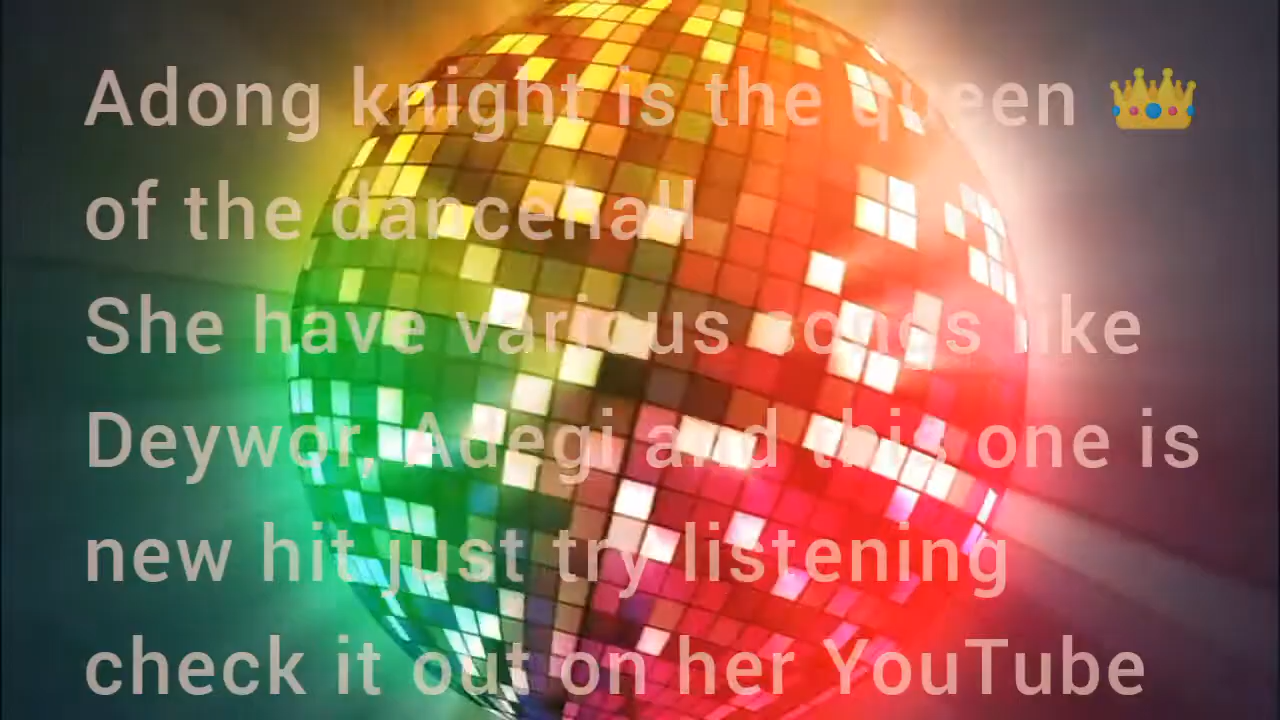 Adong knight is the queen 👑
of the dancehall
She have various songs like
Deywor, Adegi and this one is
new hit just try listening
check it out on her YouTube